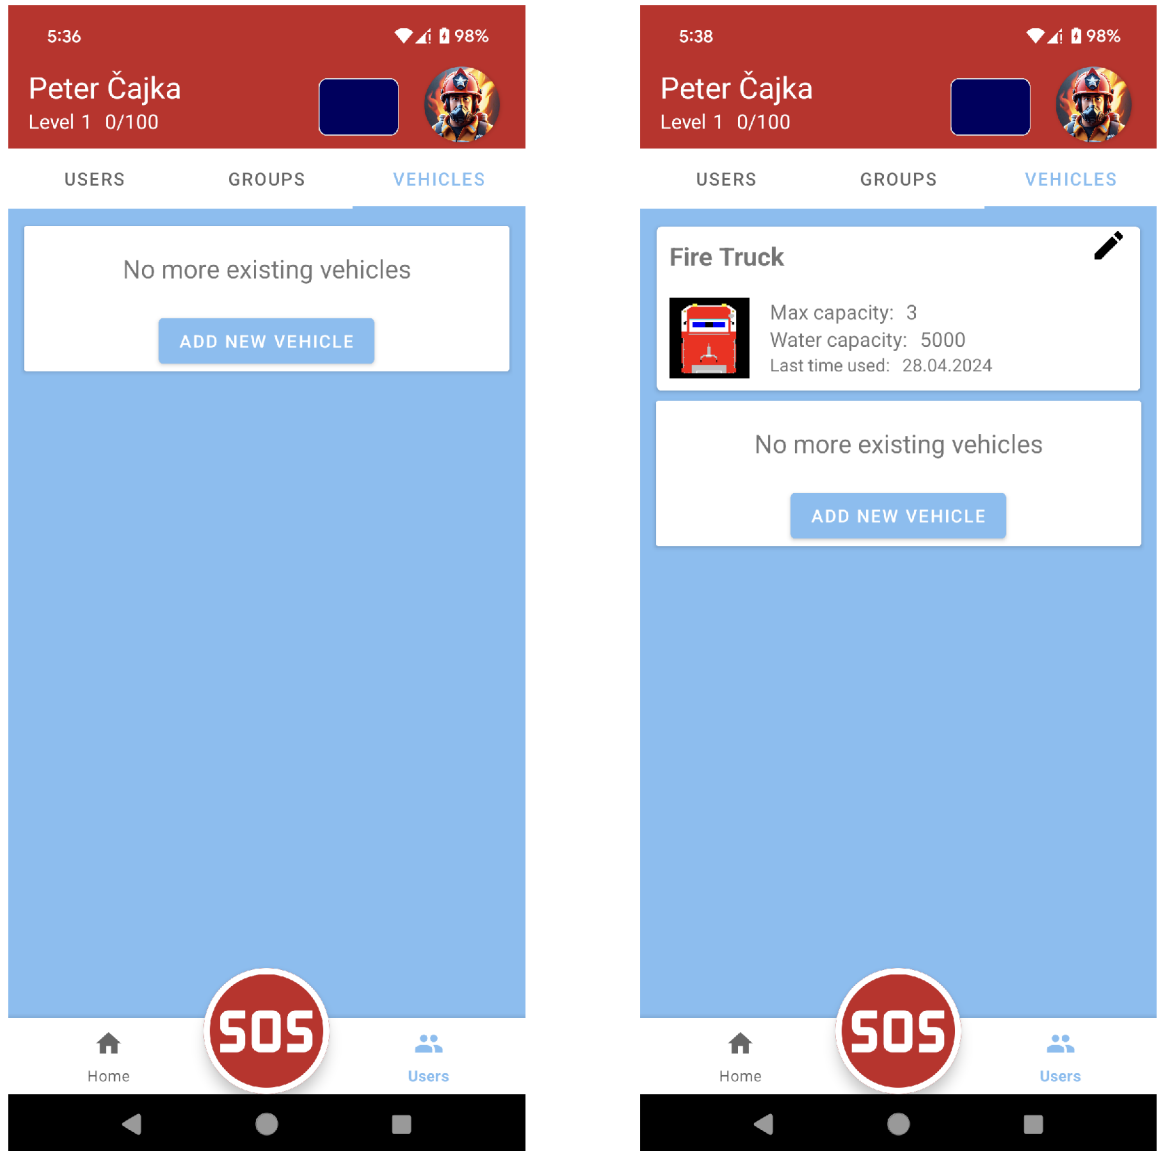 5:36 98%
Peter Čajka
Level 1 0/100
USERS GROUPS VEHICLES
No more existing vehicles
ADD NEW VEHICLE
SOS
Home Users
5:38 98%
Peter Čajka
Level 1 0/100
USERS GROUPS VEHICLES
Fire Truck
Max capacity: 3
Water capacity: 5000
Last time used: 28.04.2024
No more existing vehicles
ADD NEW VEHICLE
SOS
Home Users